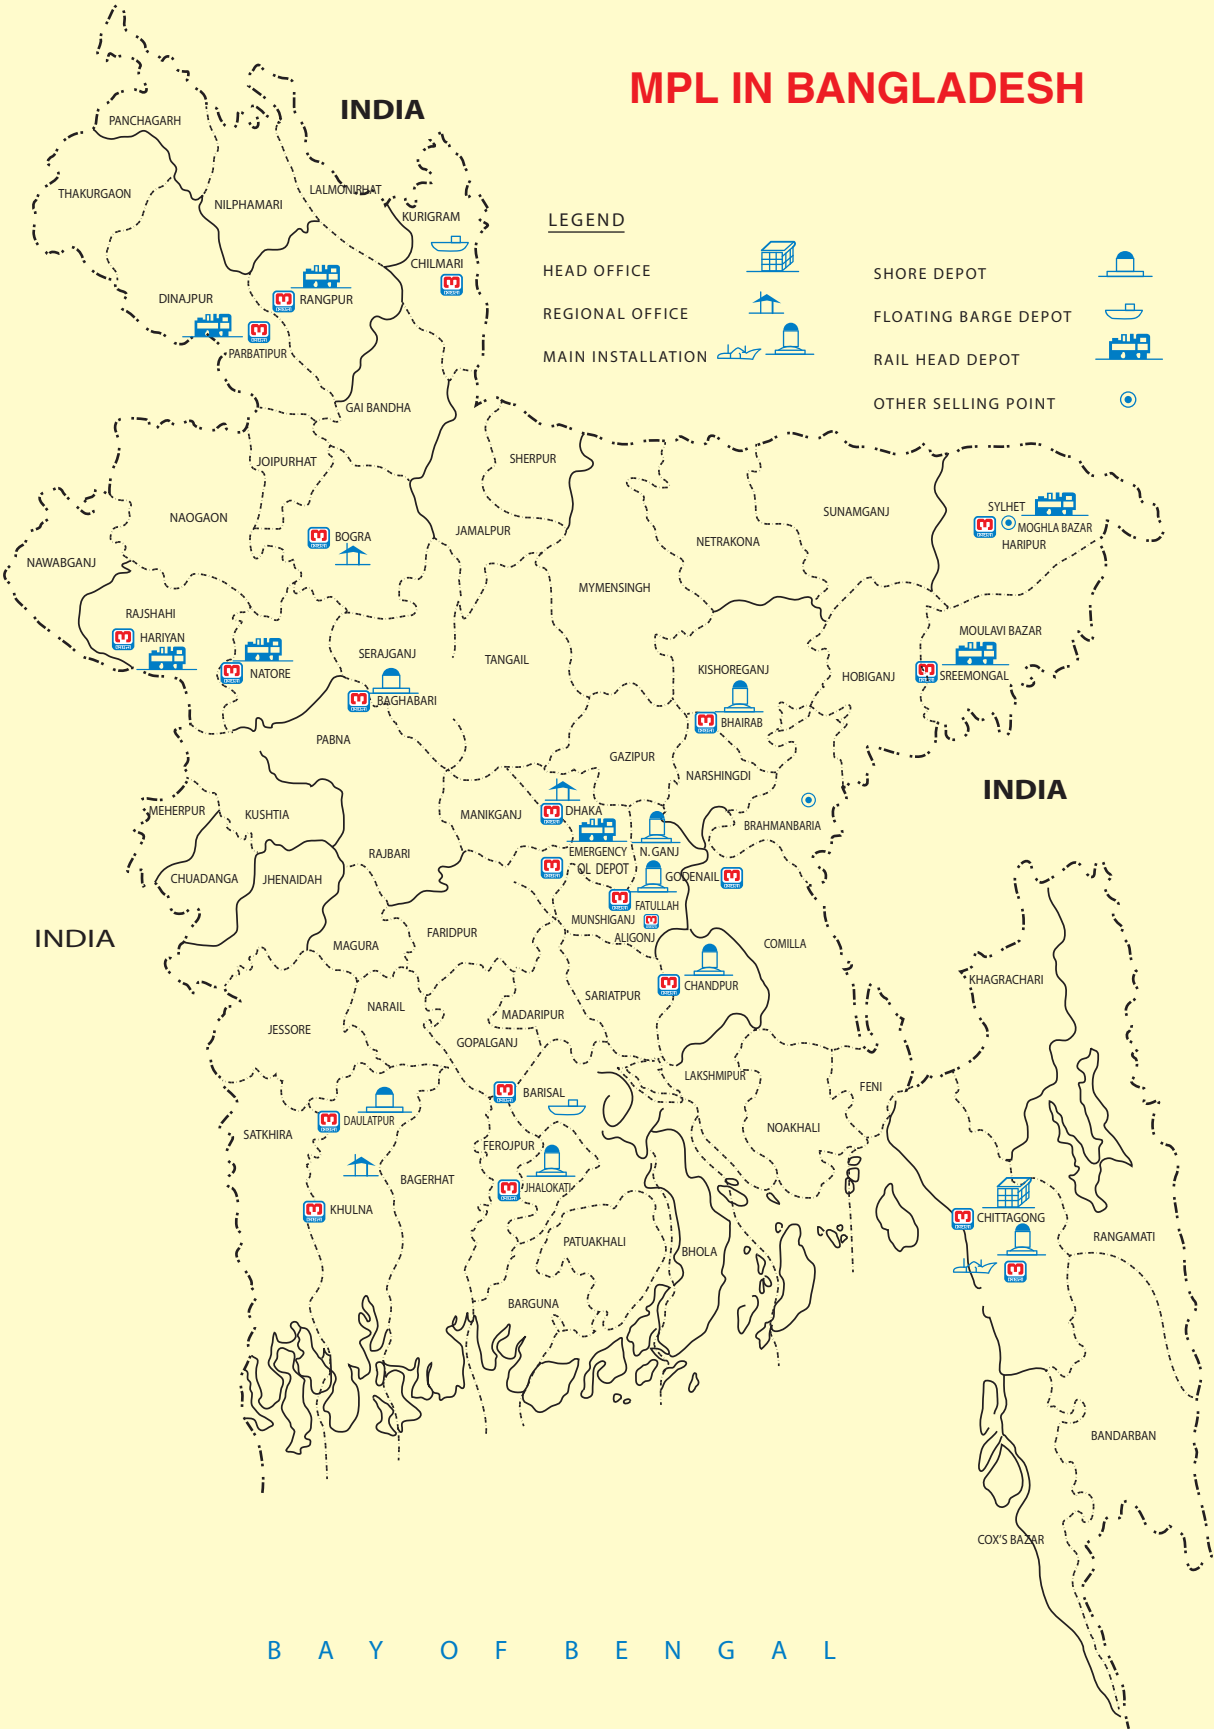 MPL IN BANGLADESH
INDIA
PANCHAGARH
THAKURGAON
LALMONIRHAT
NILPHAMARI
KURIGRAM
LEGEND
HEAD OFFICE
SHORE DEPOT
REGIONAL OFFICE
FLOATING BARGE DEPOT
MAIN INSTALLATION
RAIL HEAD DEPOT
OTHER SELLING POINT
CHILMARI
DINAJPUR
RANGPUR
PARBATIPUR
GAI BANDHA
JOIPURHAT
SHERPUR
NAOGAON
BOGRA
JAMALPUR
NETRAKONA
SUNAMGANJ
SYLHET
MOGHLA BAZAR
HARIPUR
NAWABGANJ
MYMENSINGH
RAJSHAHI
HARIYAN
NATORE
SERAJGANJ
BAGHABARI
TANGAIL
KISHOREGANJ
BHAIRAB
HOBIGANJ
MOULAVI BAZAR
SREEMONGAL
PABNA
GAZIPUR
NARSHINGDI
INDIA
MEHERPUR
KUSHTIA
MANIKGANJ
DHAKA
BRAHMANBARIA
RAJBARI
EMERGENCY
OL DEPOT
N.GANJ
CHUADANGA
JHENAIDAH
GODENAIL
FATULLAH
MUNSHIGANJ
ALIGONJ
INDIA
MAGURA
FARIDPUR
COMILLA
CHANDPUR
KHAGRACHARI
NARAIL
SARIATPUR
MADARIPUR
JESSORE
GOPALGANJ
LAKSHMIPUR
FENI
BARISAL
DAULATPUR
SATKHIRA
NOAKHALI
FEROJPUR
BAGERHAT
JHALOKATI
KHULNA
CHITTAGONG
RANGAMATI
PATUAKHALI
BHOLA
BARGUNA
BANDARBAN
COX'S BAZAR
BAY OF BENGAL